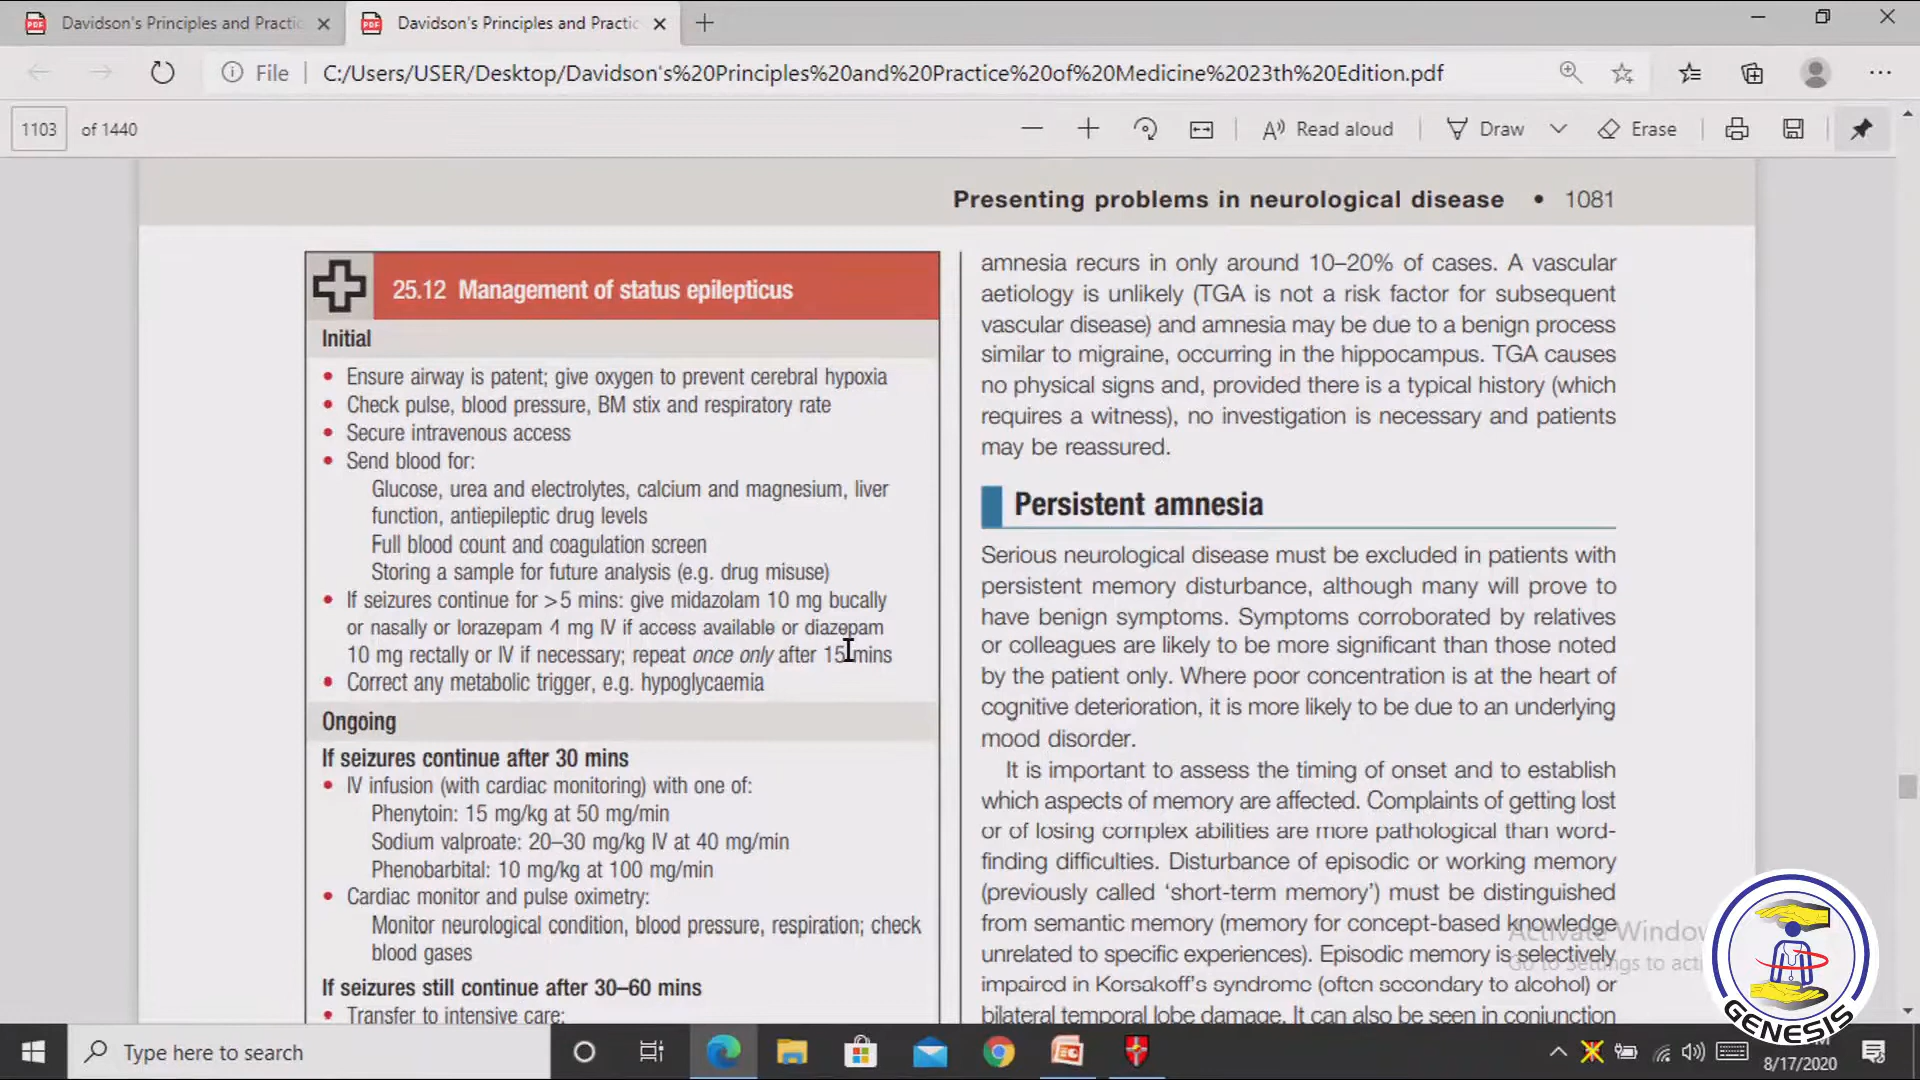 Davidson's Principles and Practic
Davidson's Principles and Practic
File
C:/Users/USER/Desktop/Davidson's%20Principles%20and%20Practice%20of%20Medicine%2023th%20Edition.pdf
1103 of 1440
Read aloud
Draw
Erase
Presenting problems in neurological disease • 1081
25.12 Management of status epilepticus
Initial
• Ensure airway is patent; give oxygen to prevent cerebral hypoxia
• Check pulse, blood pressure, BM stix and respiratory rate
• Secure intravenous access
• Send blood for:
Glucose, urea and electrolytes, calcium and magnesium, liver
function, antiepileptic drug levels
Full blood count and coagulation screen
Storing a sample for future analysis (e.g. drug misuse)
• If seizures continue for >5 mins: give midazolam 10 mg bucally
or nasally or lorazepam 4 mg IV if access available or diazepam
10 mg rectally or IV if necessary; repeat once only after 15 mins
• Correct any metabolic trigger, e.g. hypoglycaemia
Ongoing
If seizures continue after 30 mins
• IV infusion (with cardiac monitoring) with one of:
Phenytoin: 15 mg/kg at 50 mg/min
Sodium valproate: 20–30 mg/kg IV at 40 mg/min
Phenobarbital: 10 mg/kg at 100 mg/min
• Cardiac monitor and pulse oximetry:
Monitor neurological condition, blood pressure, respiration; check
blood gases
If seizures still continue after 30–60 mins
• Transfer to intensive care:
amnesia recurs in only around 10–20% of cases. A vascular
aetiology is unlikely (TGA is not a risk factor for subsequent
vascular disease) and amnesia may be due to a benign process
similar to migraine, occurring in the hippocampus. TGA causes
no physical signs and, provided there is a typical history (which
requires a witness), no investigation is necessary and patients
may be reassured.
Persistent amnesia
Serious neurological disease must be excluded in patients with
persistent memory disturbance, although many will prove to
have benign symptoms. Symptoms corroborated by relatives
or colleagues are likely to be more significant than those noted
by the patient only. Where poor concentration is at the heart of
cognitive deterioration, it is more likely to be due to an underlying
mood disorder.
It is important to assess the timing of onset and to establish
which aspects of memory are affected. Complaints of getting lost
or of losing complex abilities are more pathological than word-
finding difficulties. Disturbance of episodic or working memory
(previously called ‘short-term memory’) must be distinguished
from semantic memory (memory for concept-based knowledge
unrelated to specific experiences). Episodic memory is selectively
impaired in Korsakoff's syndrome (often secondary to alcohol) or
bilateral temporal lobe damage. It can also be seen in conjunction
Activate Window
Go to Settings to acti
GENESIS
Type here to search
8/17/2020